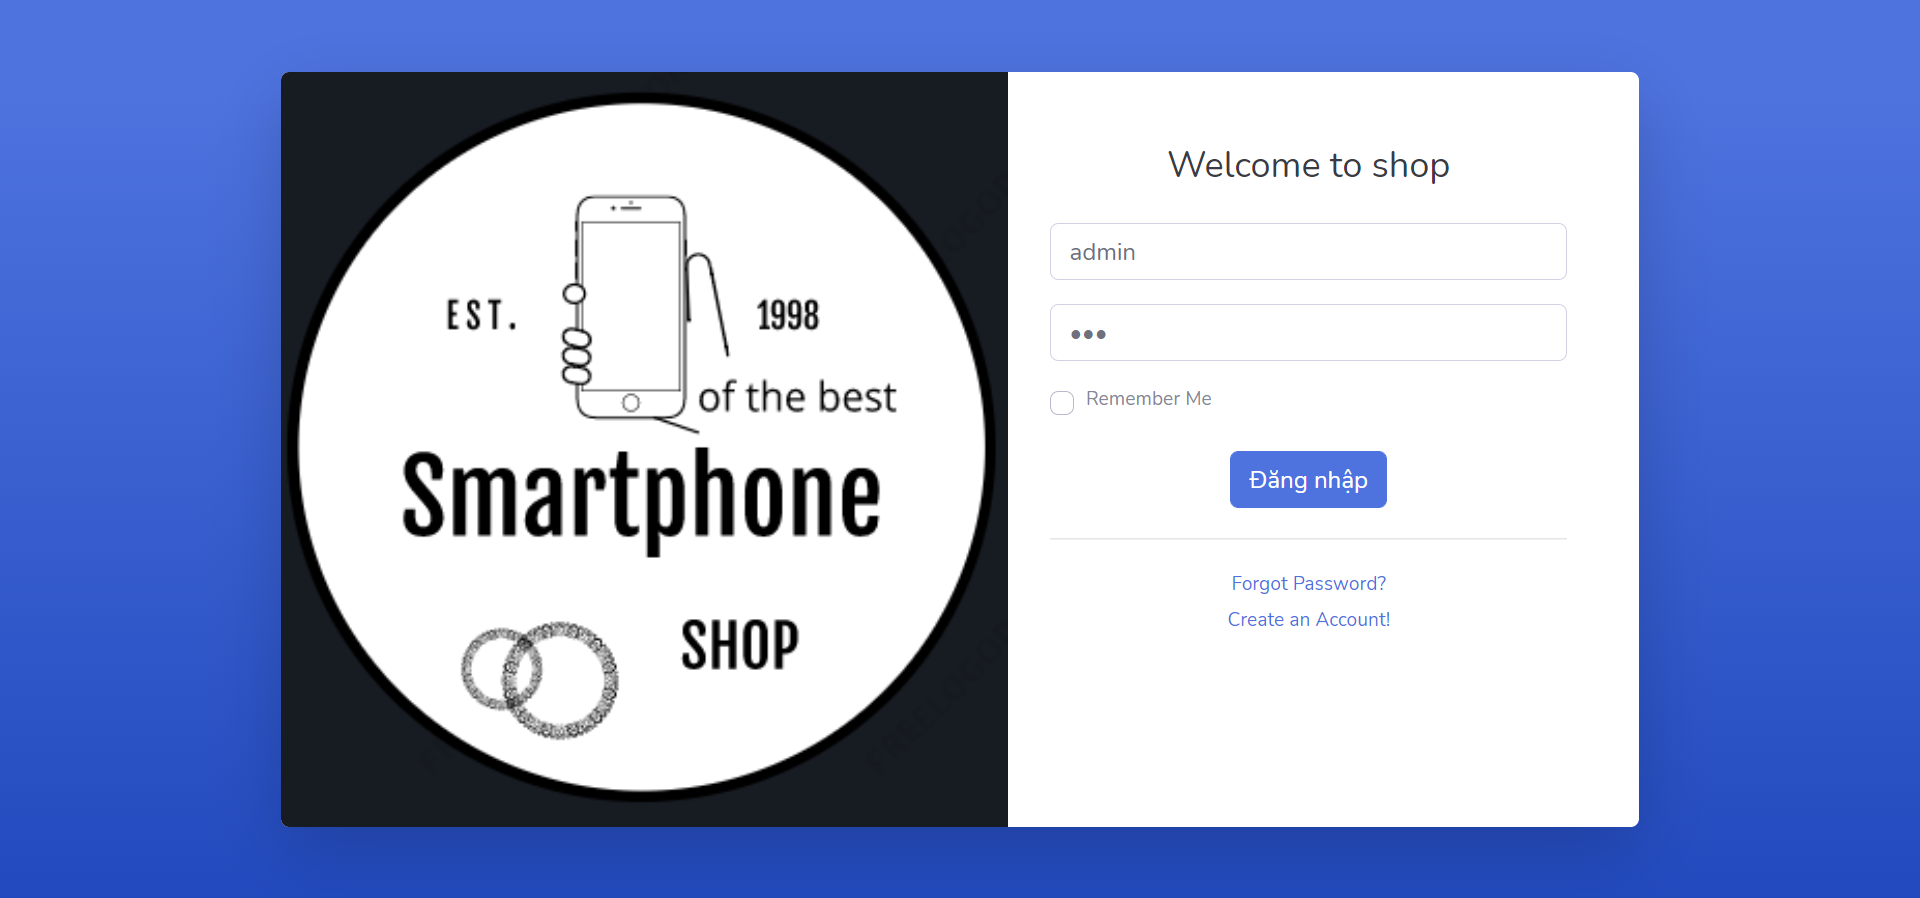 EST.
1998
of the best
Smartphone
SHOP
Welcome to shop
admin
•••
Remember Me
Đăng nhập
Forgot Password?
Create an Account!